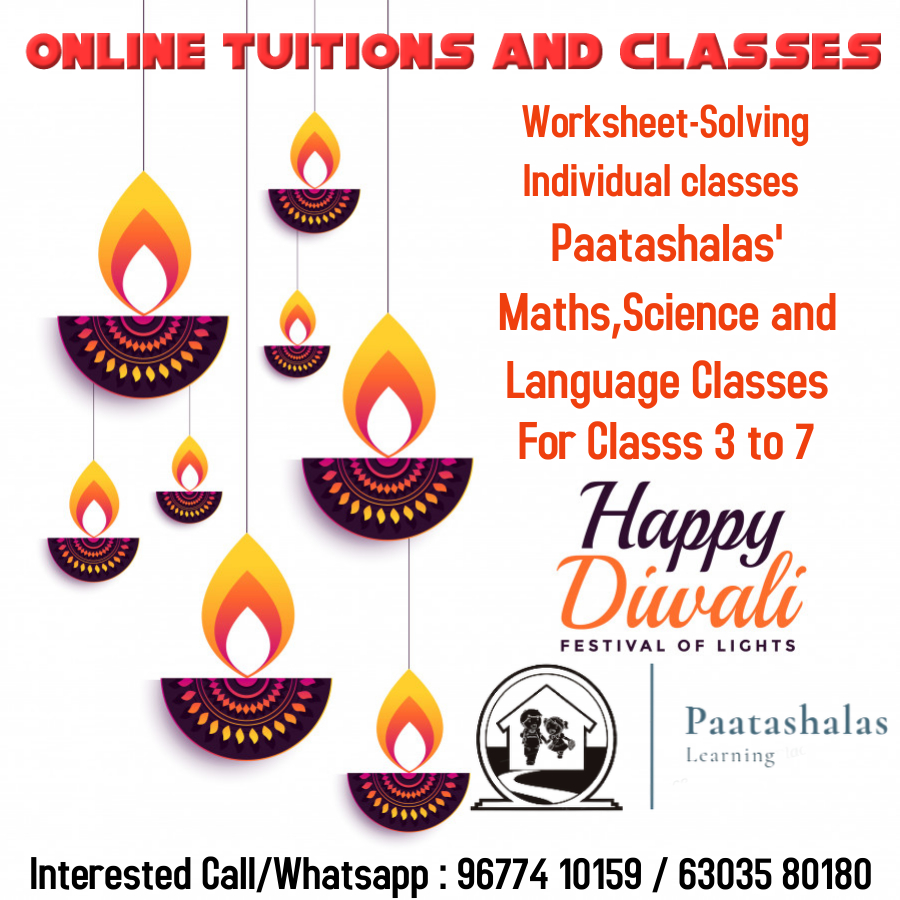 ONLINE TUITIONS AND CLASSES
Worksheet-Solving
Individual classes
Paatashalas'
Maths,Science and
Language Classes
For Classs 3 to 7
Happy
Diwali
FESTIVAL OF LIGHTS
Paatashalas
Learning
Interested Call/Whatsapp : 96774 10159 / 63035 80180